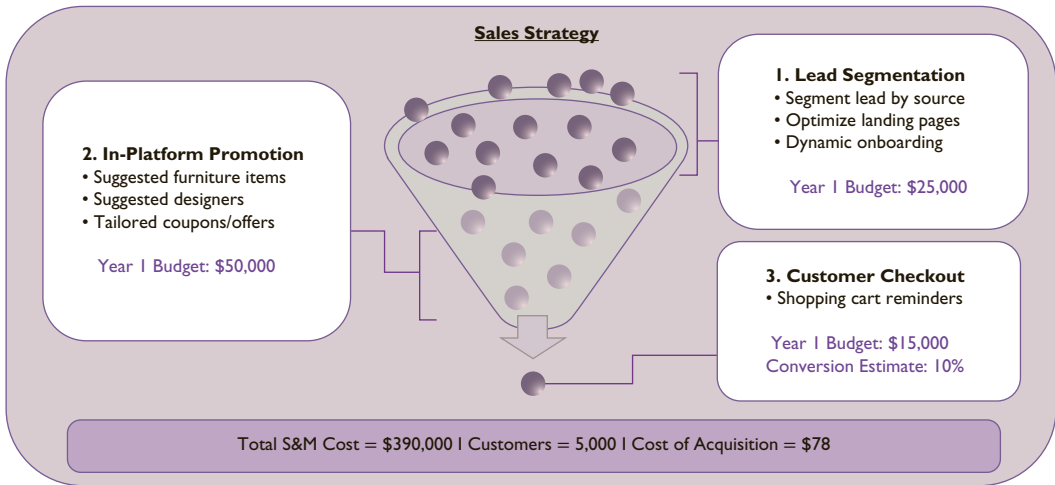 Sales Strategy
1. Lead Segmentation
• Segment lead by source
• Optimize landing pages
• Dynamic onboarding
Year 1 Budget: $25,000
2. In-Platform Promotion
• Suggested furniture items
• Suggested designers
• Tailored coupons/offers
Year 1 Budget: $50,000
3. Customer Checkout
• Shopping cart reminders
Year 1 Budget: $15,000
Conversion Estimate: 10%
Total S&M Cost = $390,000 I Customers = 5,000 I Cost of Acquisition = $78